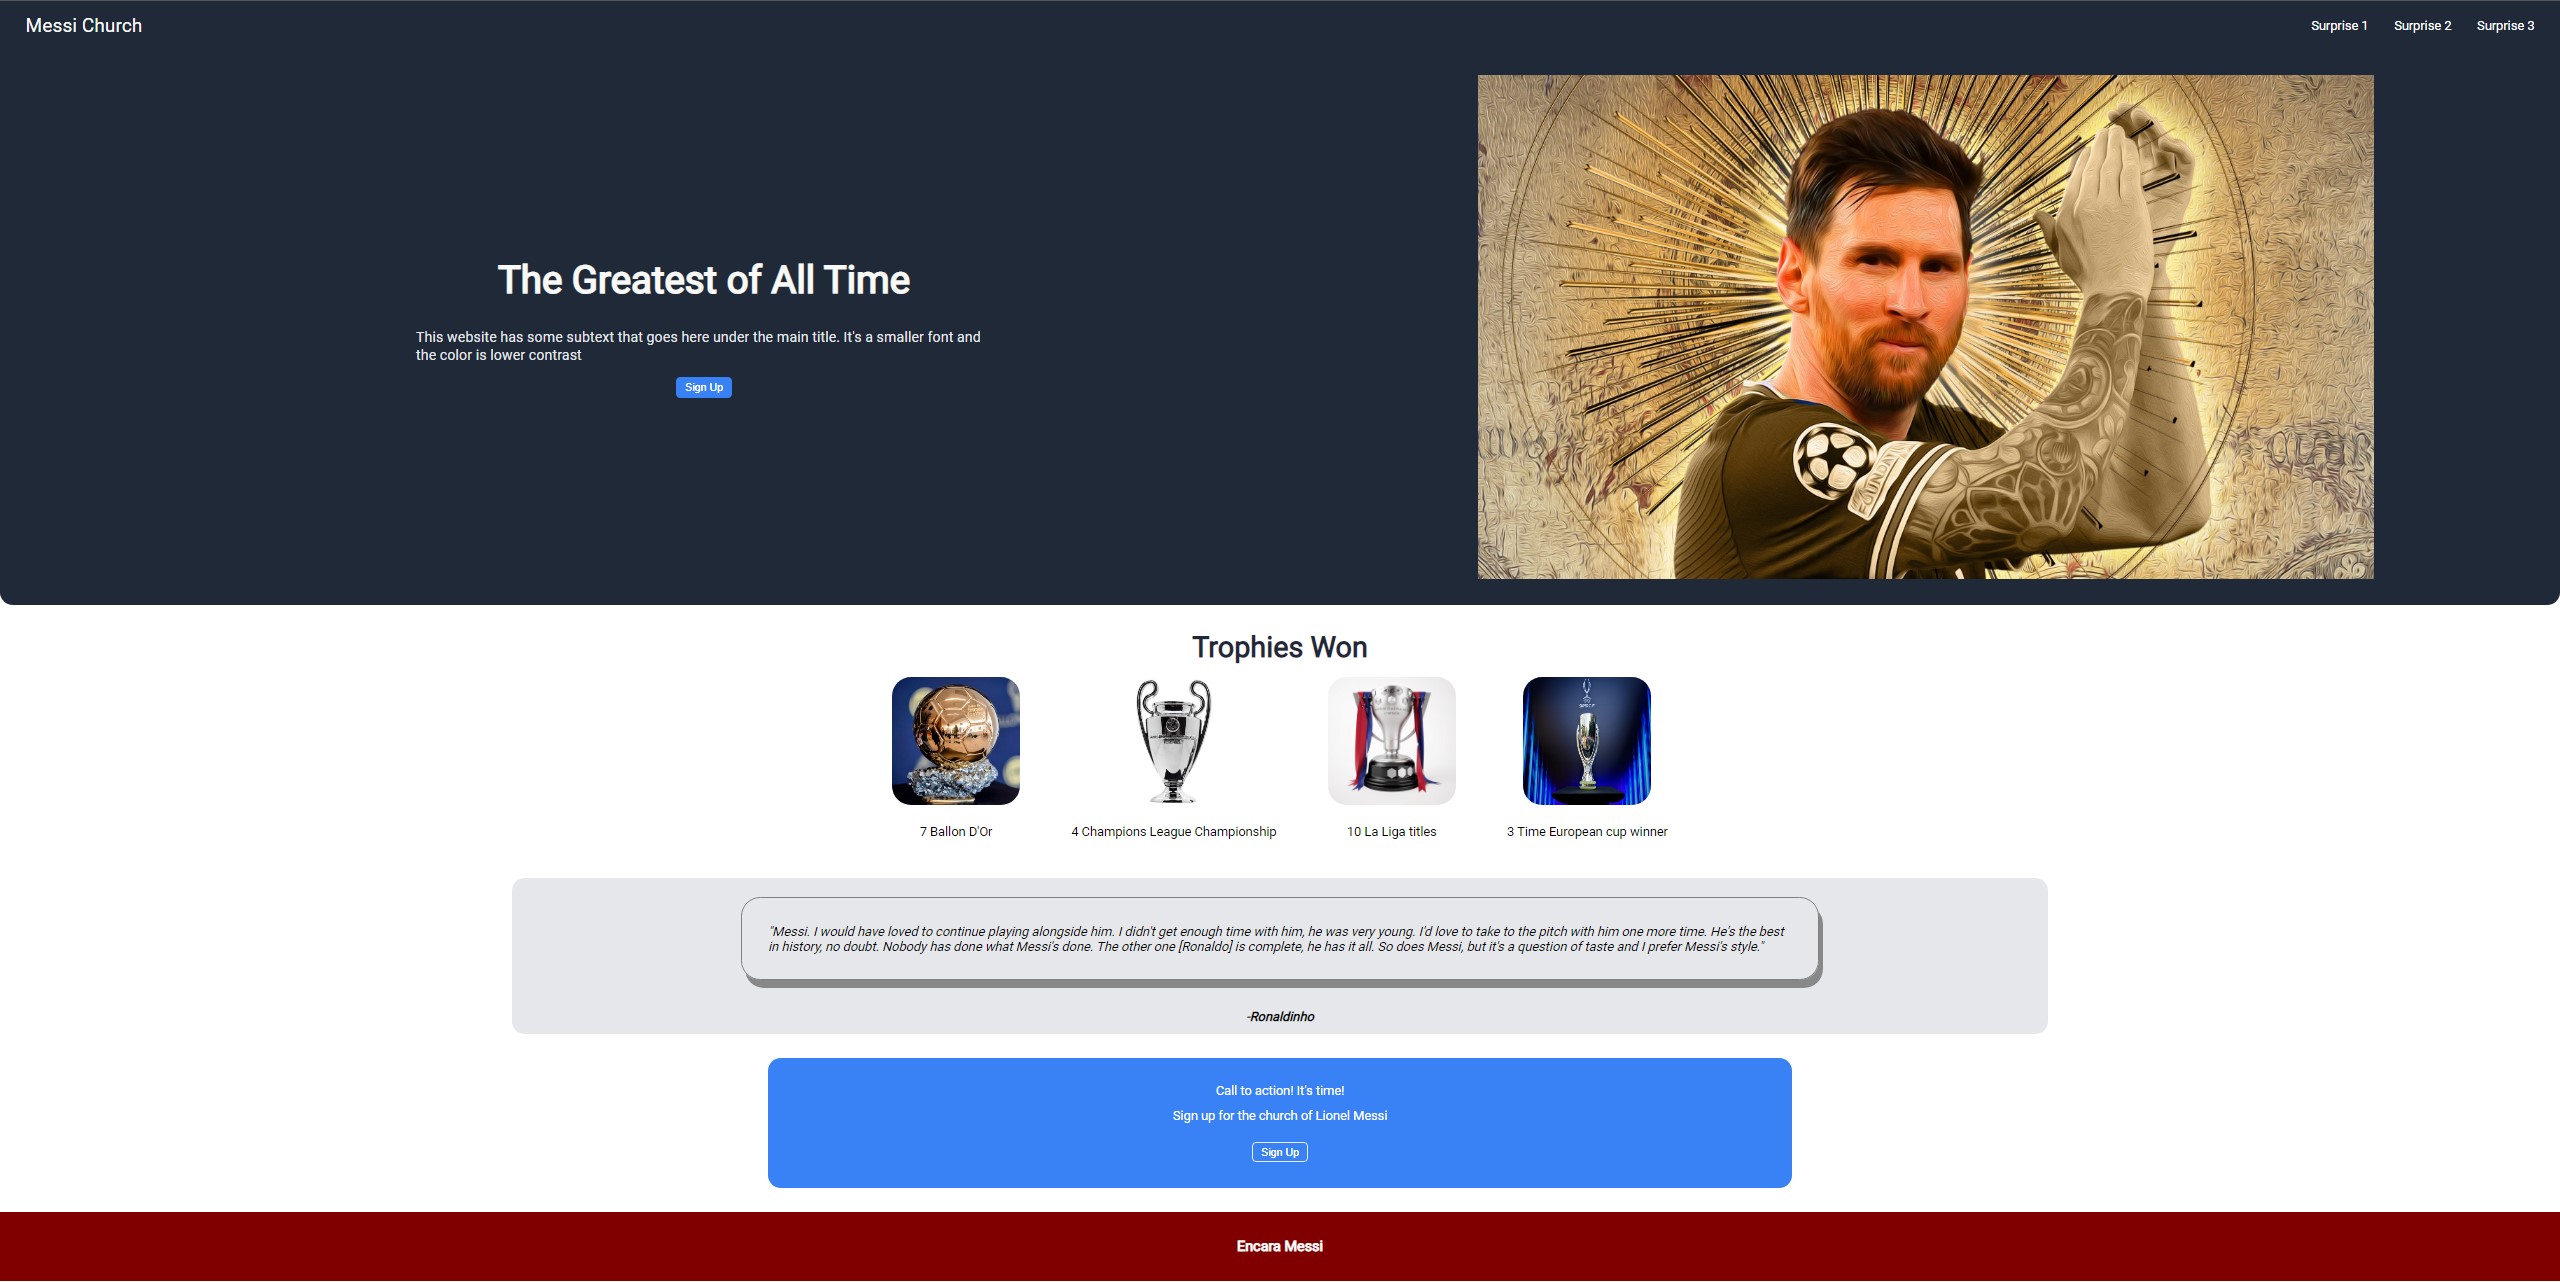 Messi Church
Surprise 1
Surprise 2
Surprise 3
The Greatest of All Time
This website has some subtext that goes here under the main title. It's a smaller font and
the color is lower contrast
Sign Up
Trophies Won
7 Ballon D'Or
4 Champions League Championship
10 La Liga titles
3 Time European cup winner
"Messi. I would have loved to continue playing alongside him. I didn't get enough time with him, he was very young. I'd love to take to the pitch with him one more time. He's the best
in history, no doubt. Nobody has done what Messi's done. The other one [Ronaldo] is complete, he has it all. So does Messi, but it's a question of taste and I prefer Messi's style."
-Ronaldinho
Call to action! It's time!
Sign up for the church of Lionel Messi
Sign Up
Encara Messi